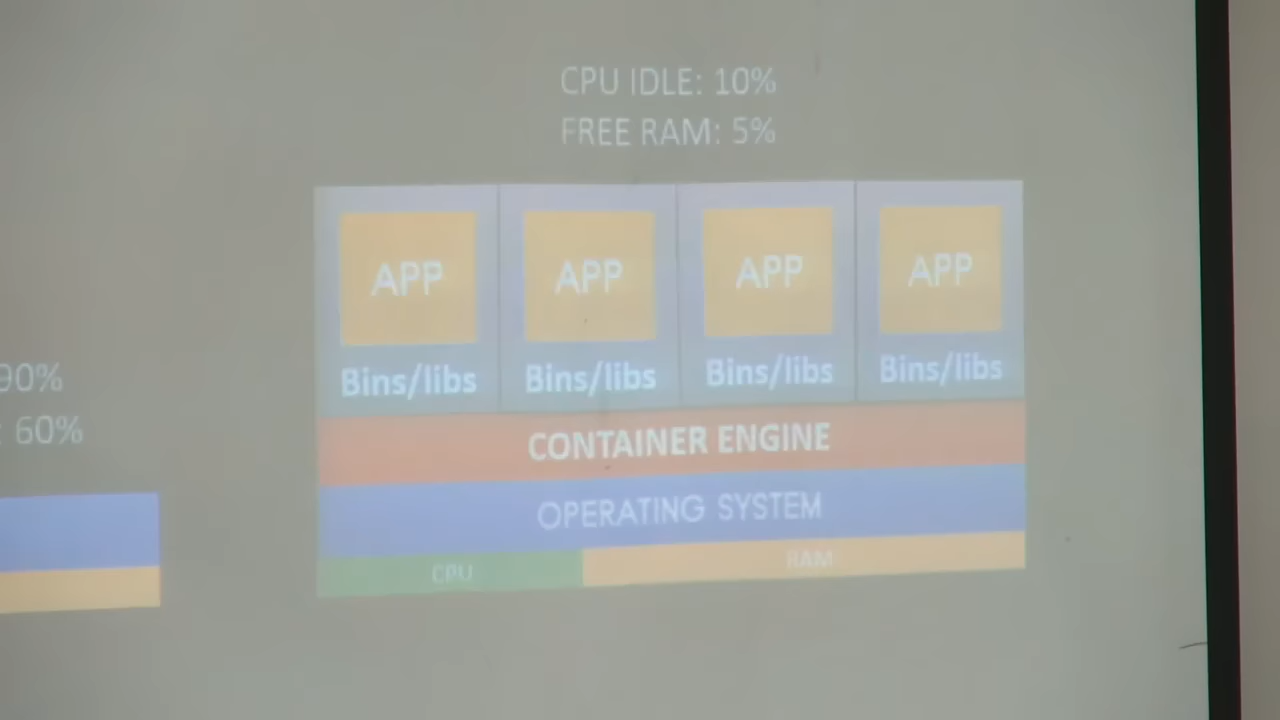 CPU IDLE: 10%
FREE RAM: 5%
APP APP APP APP
Bins/libs Bins/libs Bins/libs Bins/libs
90%
: 60%
CONTAINER ENGINE
OPERATING SYSTEM
CPU RAM